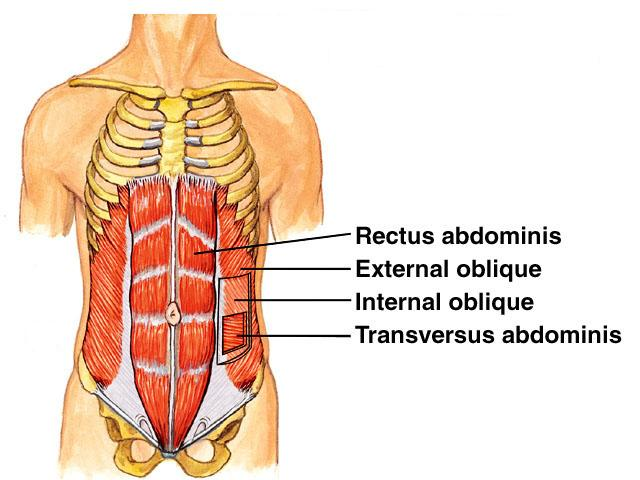 Rectus abdominis
External oblique
Internal oblique
Transversus abdominis